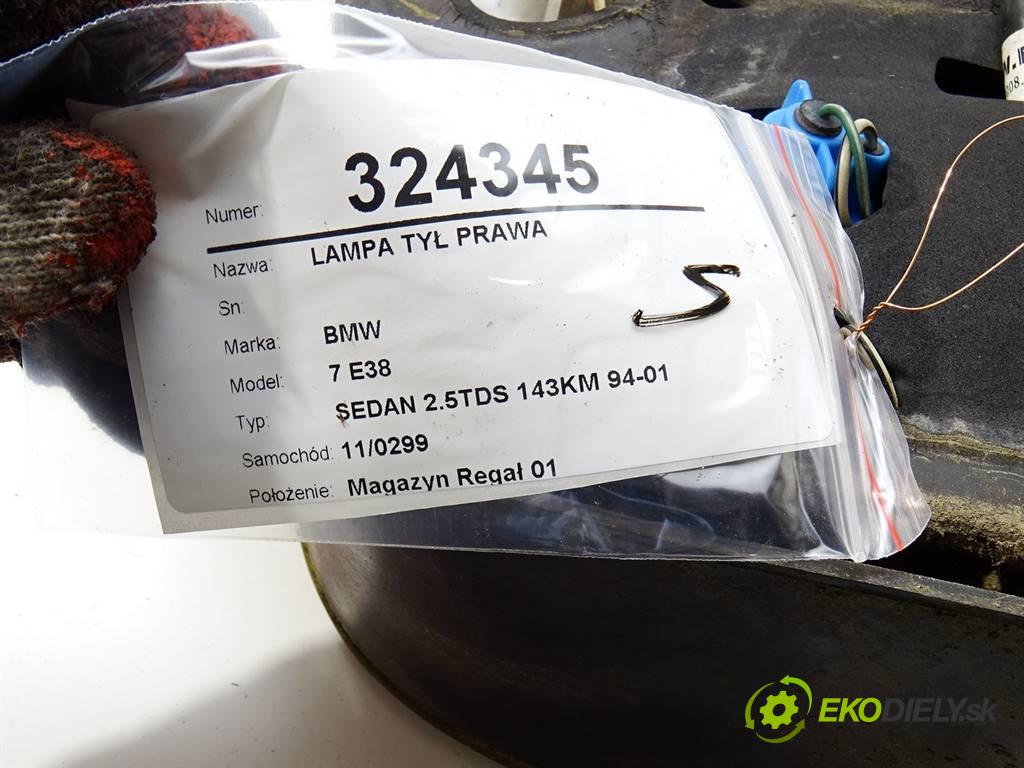 Numer: 324345
Nazwa: LAMPA TYŁ PRAWA
Sn:
Marka: BMW
Model: 7 E38
Typ: SEDAN 2.5TDS 143KM 94-01
Samochód: 11/0299
Położenie: Magazyn Regał 01
S
EKODIELY.sk